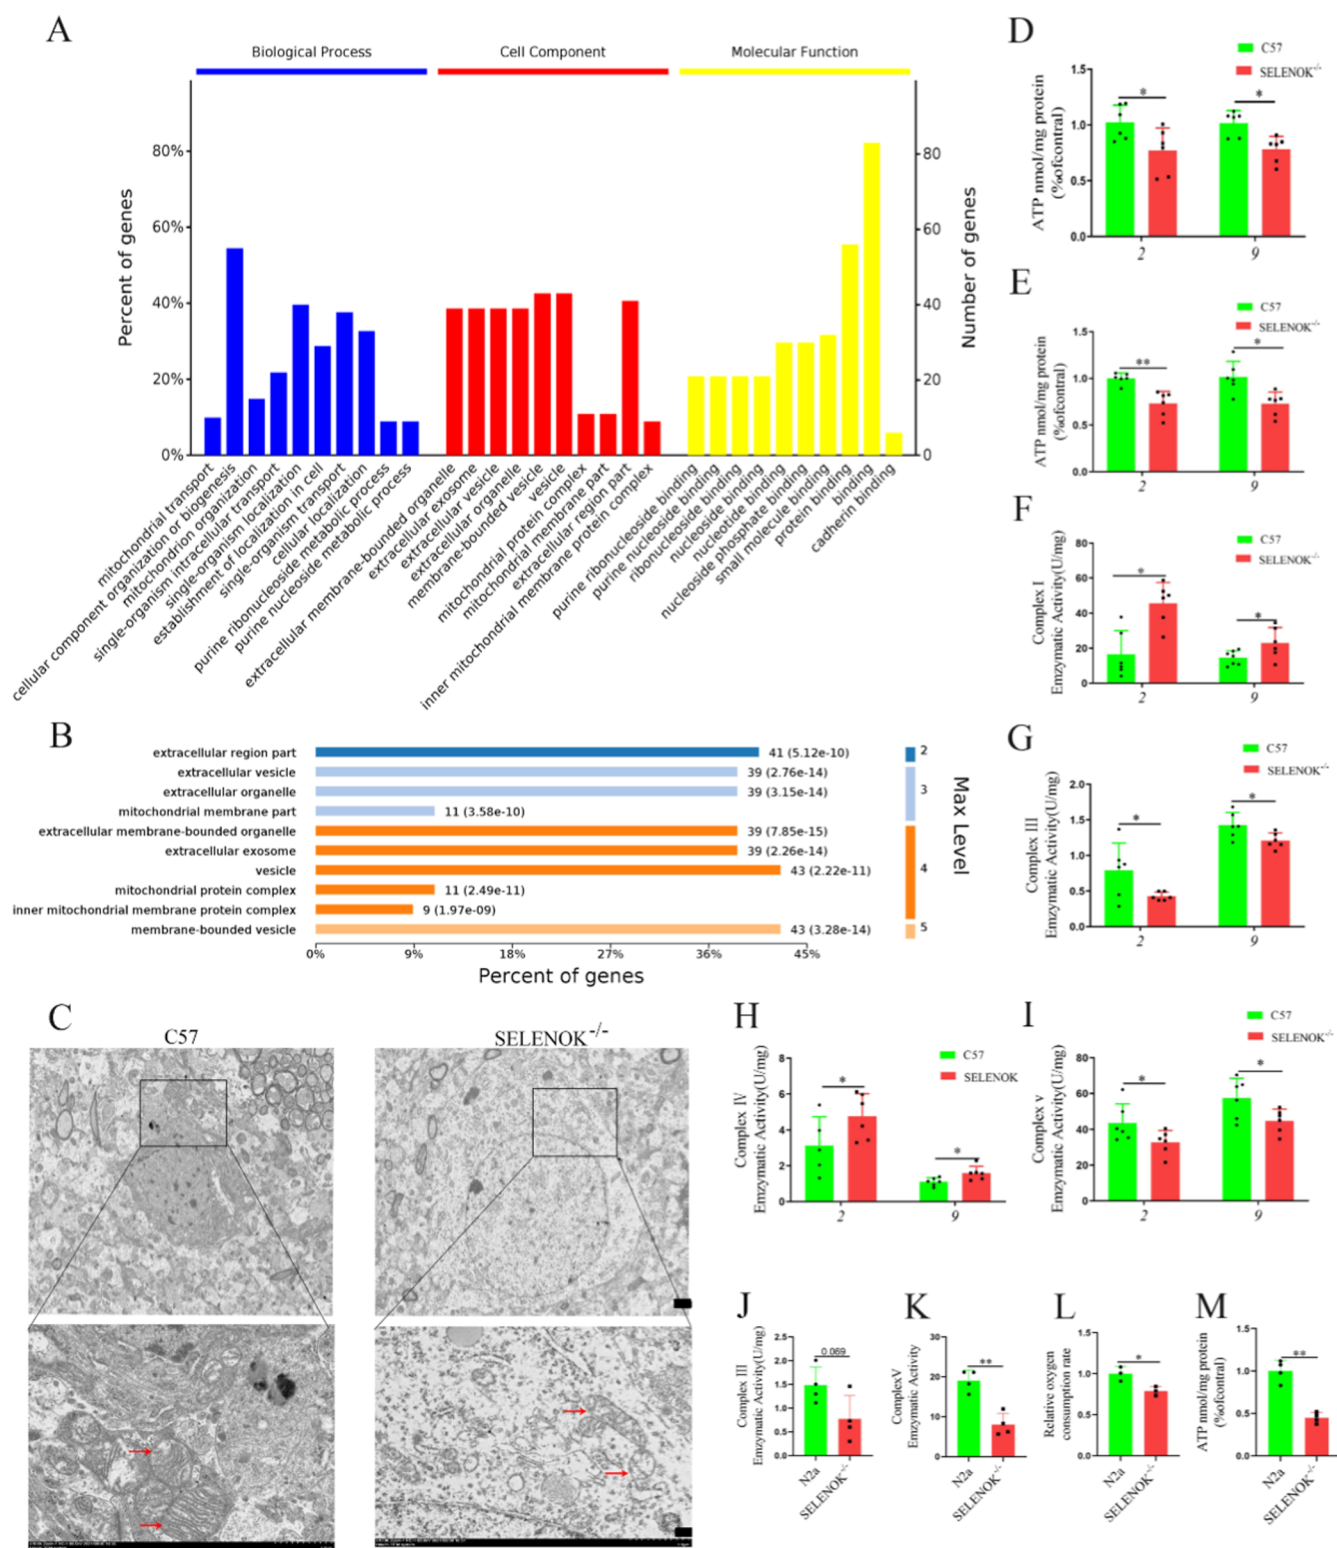 A
Biological Process
Cell Component
Molecular Function
Percent of genes
80%
60%
40%
20%
0%
Number of genes
80
60
40
20
0
mitochondrial transport
cellular component organization or biogenesis
mitochondrion organization
single-organism intracellular transport
single-organism localization
establishment of localization in cell
single-organism transport
cellular localization
purine ribonucleoside metabolic process
purine nucleoside metabolic process
extracellular membrane-bounded organelle
extracellular exosome
extracellular vesicle
extracellular organelle
membrane-bounded vesicle
vesicle
mitochondrial protein complex
mitochondrial membrane part
extracellular region part
inner mitochondrial membrane protein complex
purine ribonucleoside binding
purine nucleoside binding
ribonucleoside binding
nucleoside binding
nucleotide binding
nucleoside phosphate binding
small molecule binding
protein binding
binding
cadherin binding
B
extracellular region part 41 (5.12e-10)
extracellular vesicle 39 (2.76e-14)
extracellular organelle 39 (3.15e-14)
mitochondrial membrane part 11 (3.58e-10)
extracellular membrane-bounded organelle 39 (7.85e-15)
extracellular exosome 39 (2.26e-14)
vesicle 43 (2.22e-11)
mitochondrial protein complex 11 (2.49e-11)
inner mitochondrial membrane protein complex 9 (1.97e-09)
membrane-bounded vesicle 43 (3.28e-14)
0% 9% 18% 27% 36% 45%
Percent of genes
2
3
4
5
Max Level
C
C57
SELENOK-/-
D
C57
SELENOK-/-
ATP nmol/mg protein
(%ofcontral)
1.5
1.0
0.5
0.0
*
*
2 9
E
C57
SELENOK-/-
ATP nmol/mg protein
(%ofcontral)
1.5
1.0
0.5
0.0
**
*
2 9
F
C57
SELENOK-/-
Complex I
Emzymatic Activity(U/mg)
80
60
40
20
0
*
*
2 9
G
C57
SELENOK-/-
Complex III
Emzymatic Activity(U/mg)
2.0
1.5
1.0
0.5
0.0
*
*
2 9
H
C57
SELENOK
Complex IV
Emzymatic Activity(U/mg)
8
6
4
2
0
*
*
2 9
I
C57
SELENOK-/-
Complex v
Emzymatic Activity(U/mg)
80
60
40
20
0
*
*
2 9
J
Complex III
Emzymatic Activity(U/mg)
2.5
2.0
1.5
1.0
0.5
0.0
0.069
N2a
SELENOK-/-
K
ComplexV
Emzymatic Activity
30
20
10
0
**
N2a
SELENOK-/-
L
Relative oxygen
consumption rate
1.5
1.0
0.5
0.0
*
N2a
SELENOK-/-
M
ATP nmol/mg protein
(%ofcontral)
1.5
1.0
0.5
0.0
**
N2a
SELENOK-/-